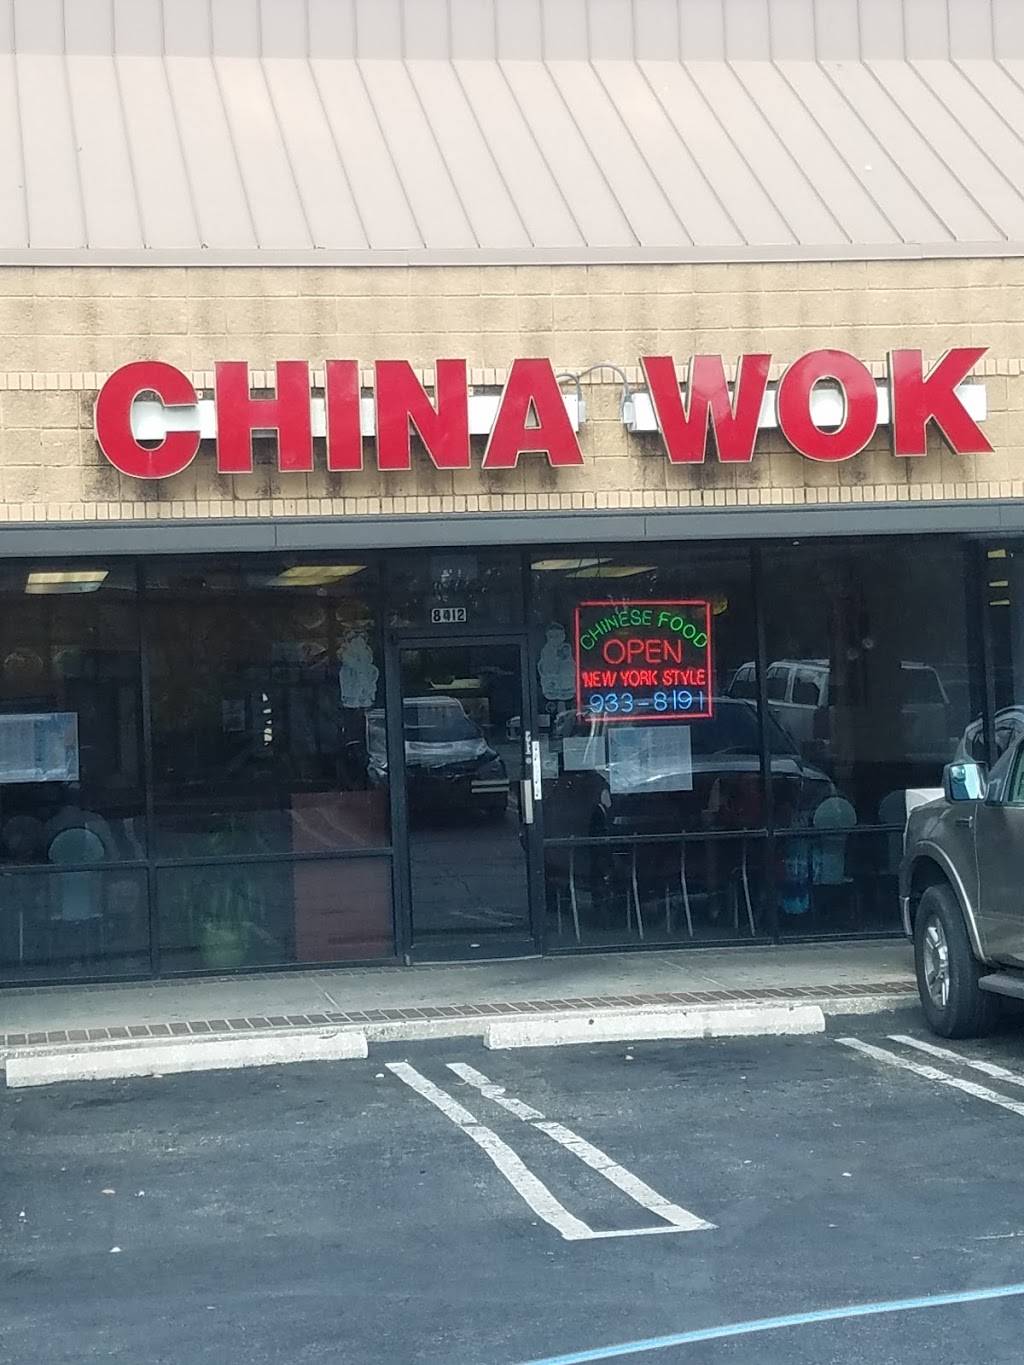 CHINA WOK
8412
CHINESE FOOD
OPEN
NEW YORK STYLE
933-8191